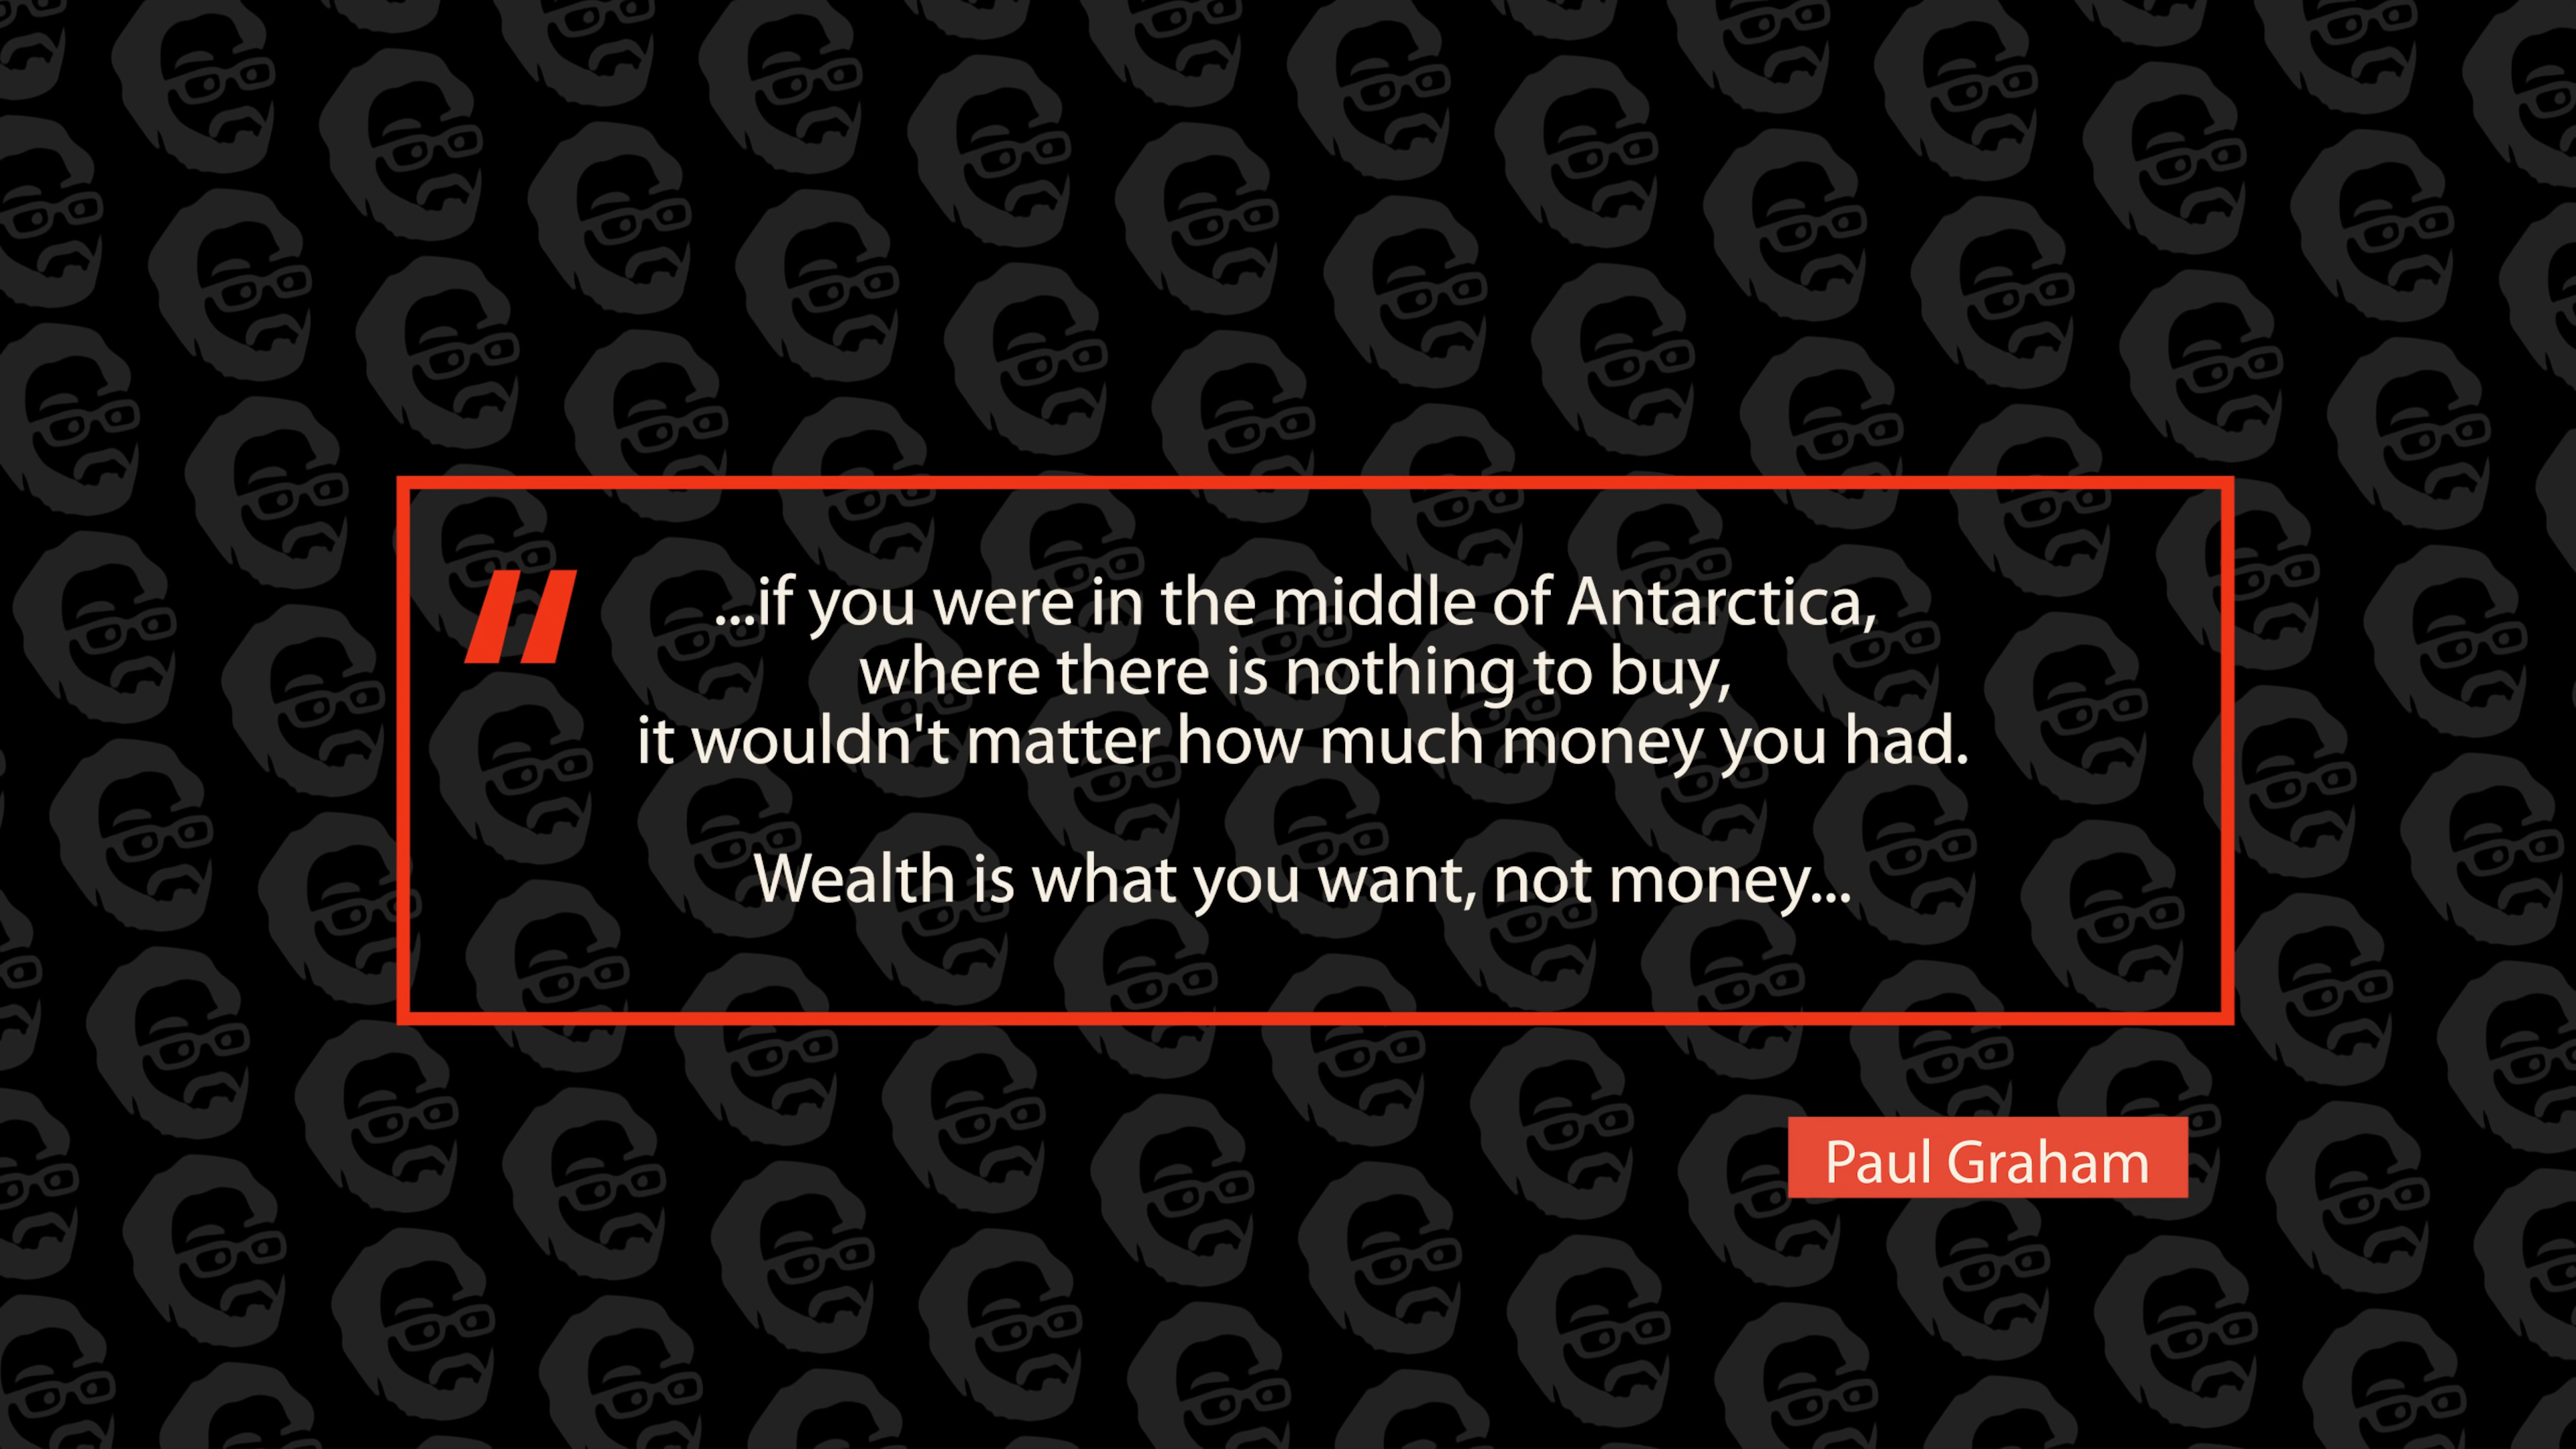 ...if you were in the middle of Antarctica,
where there is nothing to buy,
it wouldn't matter how much money you had.
Wealth is what you want, not money...
Paul Graham